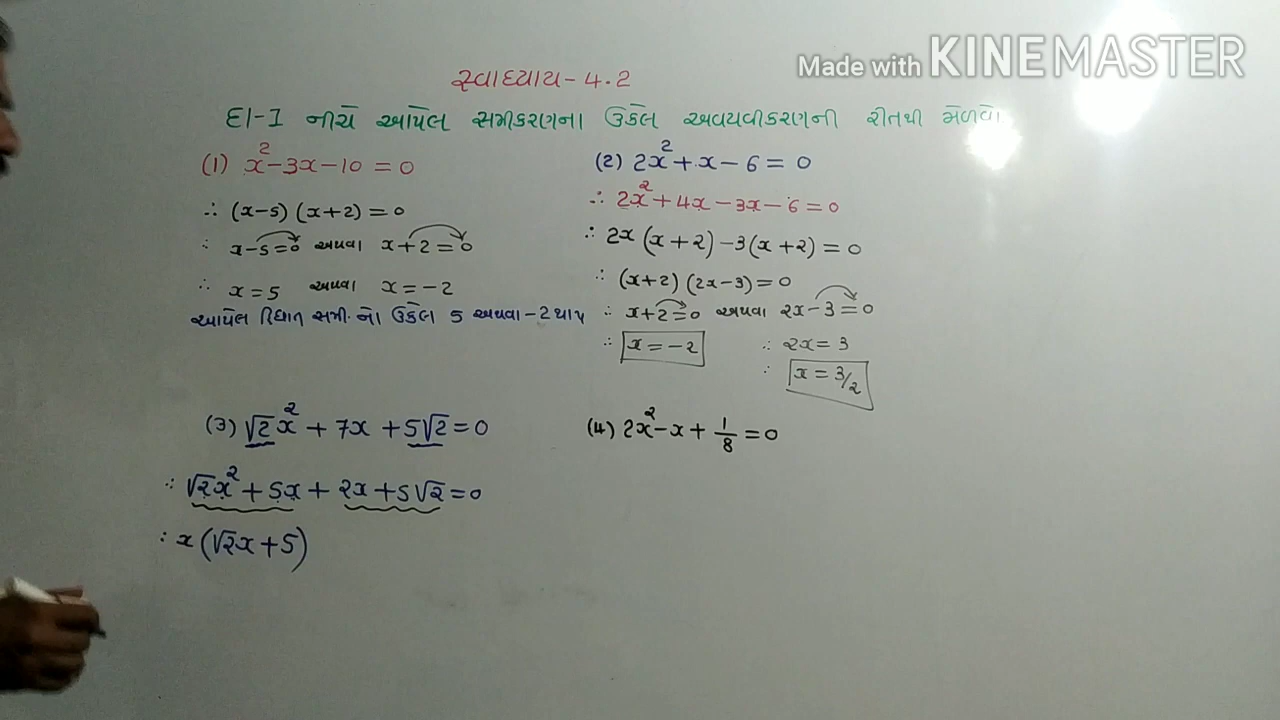 Made with KINEMASTER
સ્વાધ્યાય - 4.2
દા-1 નીચે આપેલ સમીકરણના ઉકેલ અવયવીકરણની રીતથી મેળવો
(1) x² - 3x - 10 = 0
∴ (x-5) (x+2) = 0
∴ x-5=0 અથવા x+2=0
∴ x=5 અથવા x=-2
આપેલ દ્વિઘાત સમી. નો ઉકેલ 5 અથવા -2 થાય
(2) 2x² + x - 6 = 0
∴ 2x² + 4x - 3x - 6 = 0
∴ 2x (x+2) - 3(x+2) = 0
∴ (x+2) (2x-3) = 0
∴ x+2=0 અથવા 2x-3=0
∴ x = -2 ∴ 2x = 3
∴ x = 3/2
(3) √2x² + 7x + 5√2 = 0
∴ √2x² + 5x + 2x + 5√2 = 0
∴ x(√2x + 5)
(4) 2x² - x + 1/8 = 0